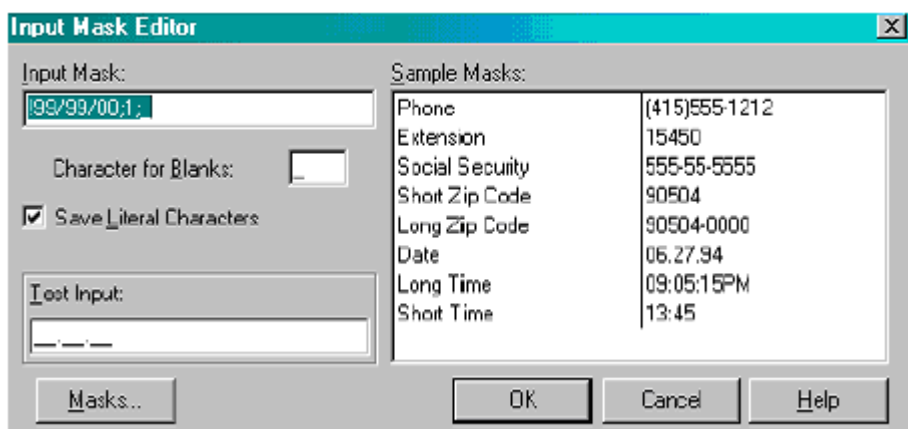 Input Mask Editor
Input Mask:
!99/99/00;1;_
Character for Blanks: _
Save Literal Characters
Test Input:
__.__.__
Masks...
Sample Masks:
Phone (415)555-1212
Extension 15450
Social Security 555-55-5555
Short Zip Code 90504
Long Zip Code 90504-0000
Date 06.27.94
Long Time 09:05:15PM
Short Time 13:45
OK Cancel Help